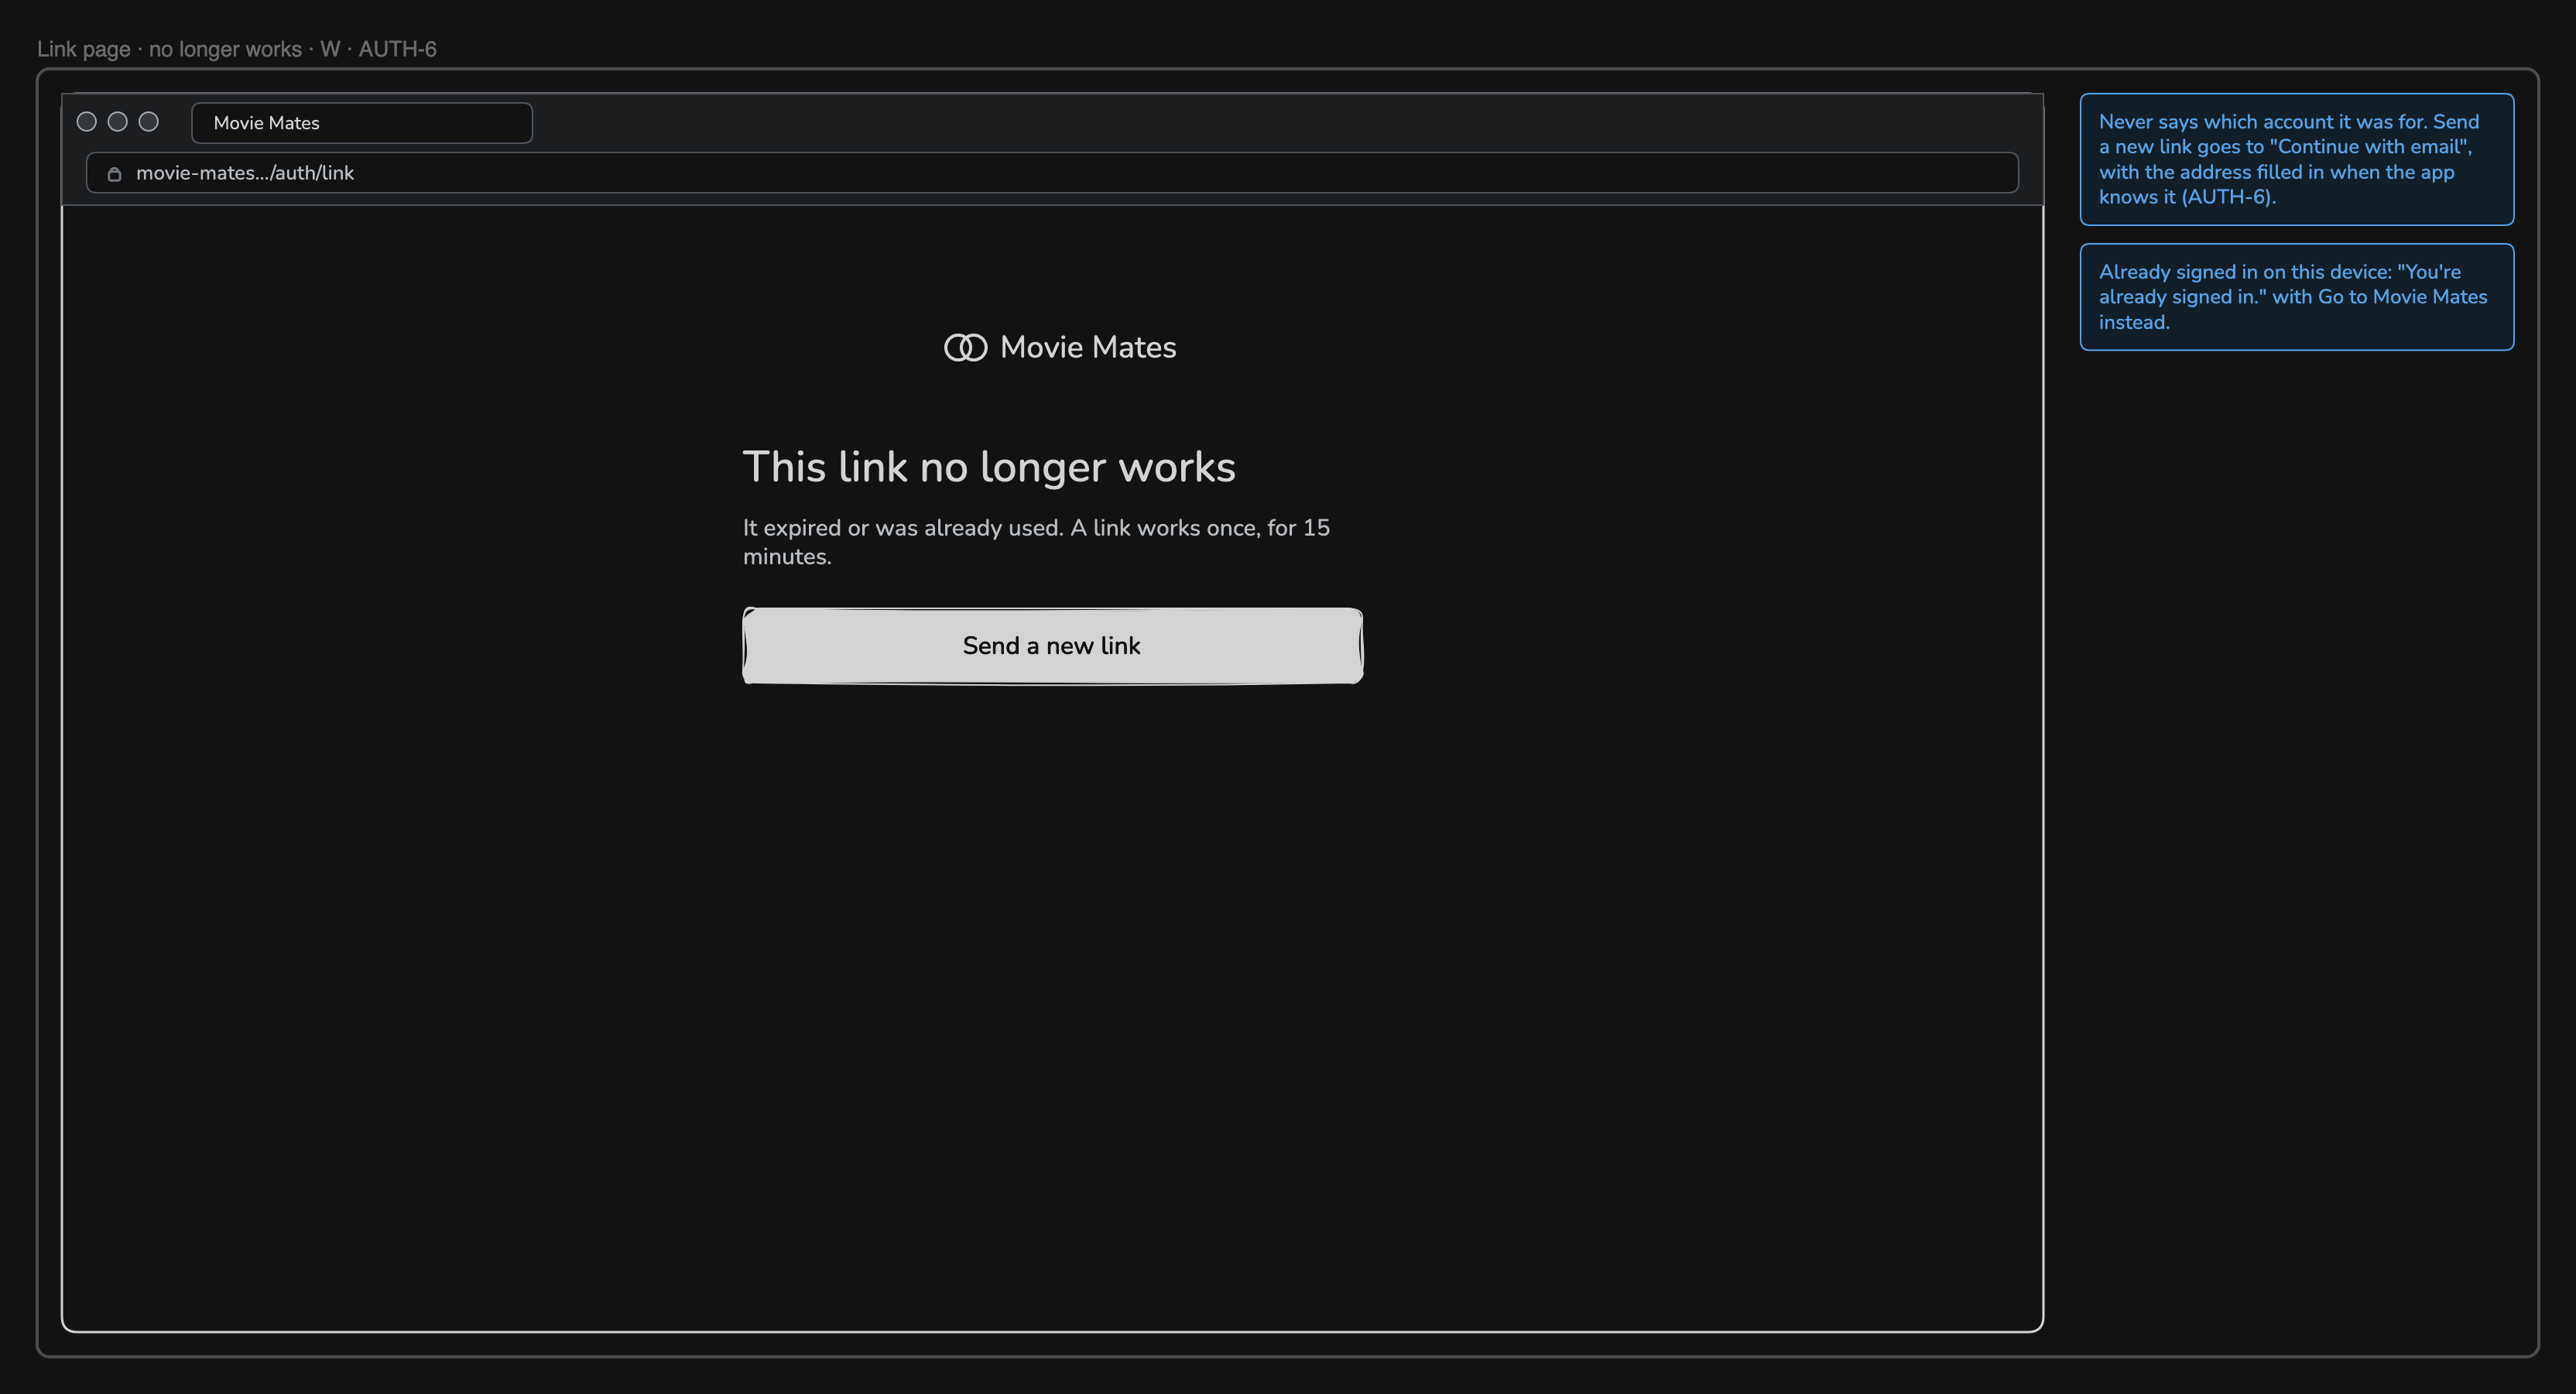 Link page · no longer works · W · AUTH-6
Movie Mates
movie-mates.../auth/link
Movie Mates
This link no longer works
It expired or was already used. A link works once, for 15
minutes.
Send a new link
Never says which account it was for. Send
a new link goes to "Continue with email",
with the address filled in when the app
knows it (AUTH-6).
Already signed in on this device: "You're
already signed in." with Go to Movie Mates
instead.